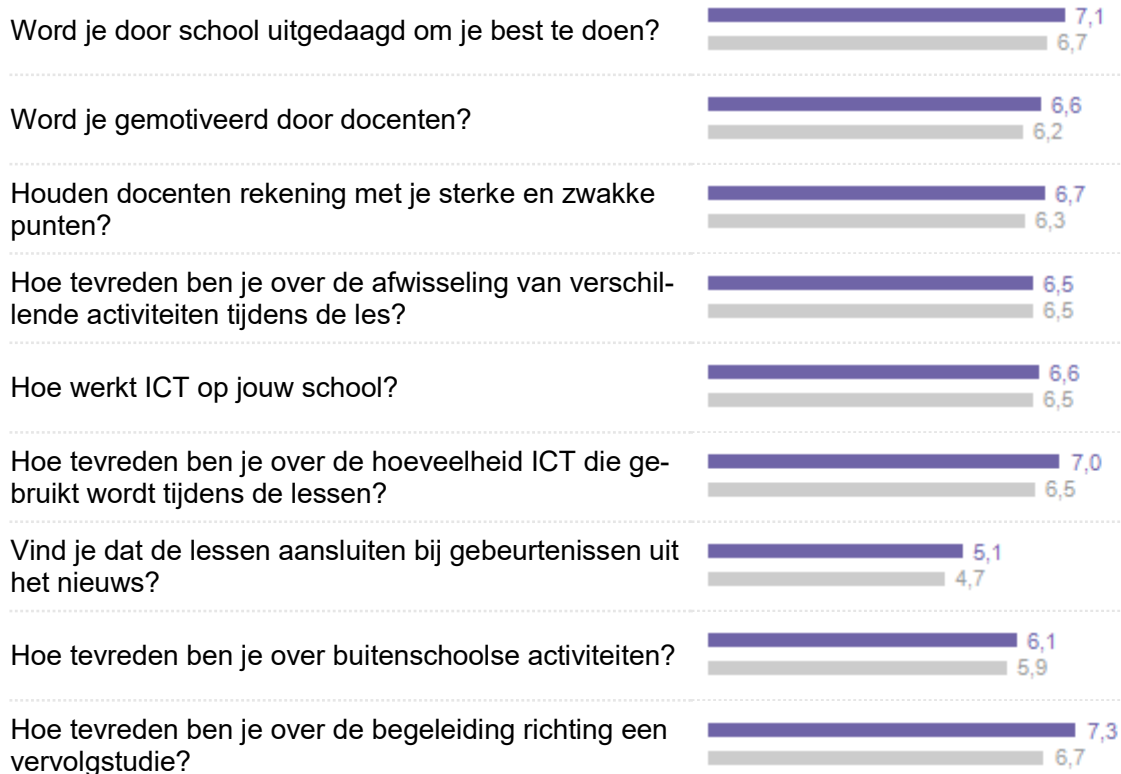 Word je door school uitgedaagd om je best te doen?
7,1
6,7
Word je gemotiveerd door docenten?
6,6
6,2
Houden docenten rekening met je sterke en zwakke
punten?
6,7
6,3
Hoe tevreden ben je over de afwisseling van verschil-
lende activiteiten tijdens de les?
6,5
6,5
Hoe werkt ICT op jouw school?
6,6
6,5
Hoe tevreden ben je over de hoeveelheid ICT die ge-
bruikt wordt tijdens de lessen?
7,0
6,5
Vind je dat de lessen aansluiten bij gebeurtenissen uit
het nieuws?
5,1
4,7
Hoe tevreden ben je over buitenschoolse activiteiten?
6,1
5,9
Hoe tevreden ben je over de begeleiding richting een
vervolgstudie?
7,3
6,7